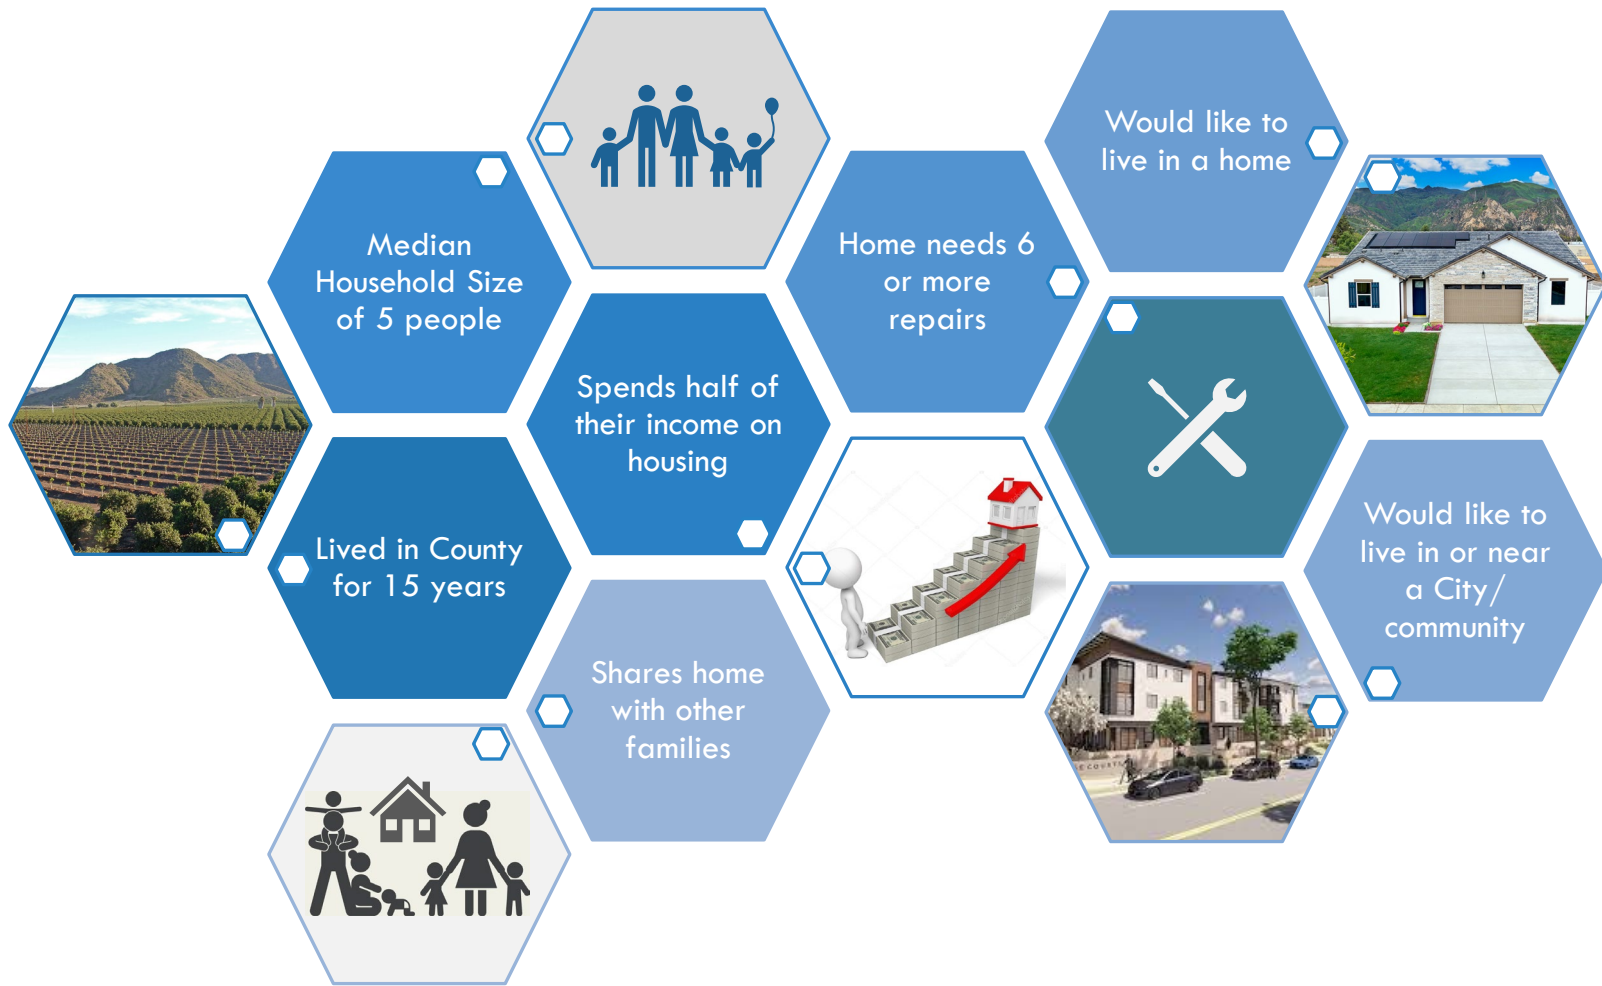 Would like to
live in a home
Median
Household Size
of 5 people
Home needs 6
or more
repairs
Spends half of
their income on
housing
Lived in County
for 15 years
Would like to
live in or near
a City/
community
Shares home
with other
families